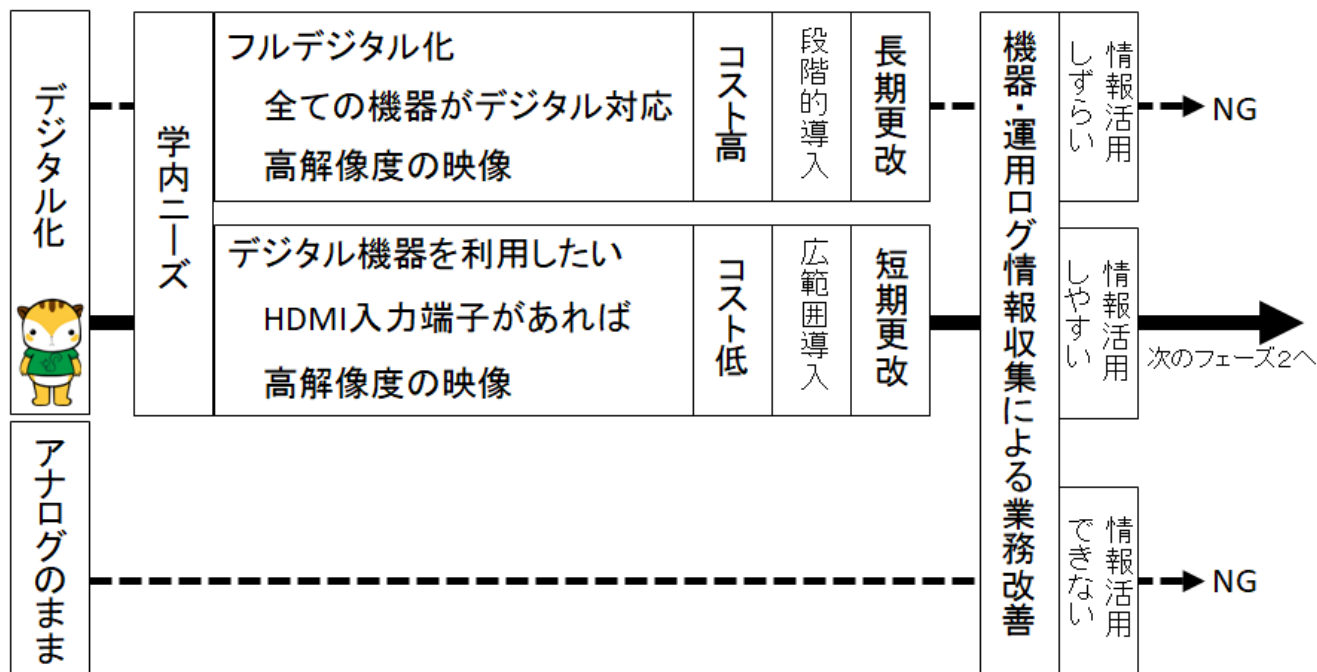 デジタル化
学内ニーズ
フルデジタル化
全ての機器がデジタル対応
高解像度の映像
コスト高
段階的導入
長期更改
機器・運用ログ情報収集による業務改善
情報活用
しずらい
NG
デジタル機器を利用したい
HDMI入力端子があれば
高解像度の映像
コスト低
広範囲導入
短期更改
情報活用
しやすい
次のフェーズ2へ
アナログのまま
情報活用
できない
NG